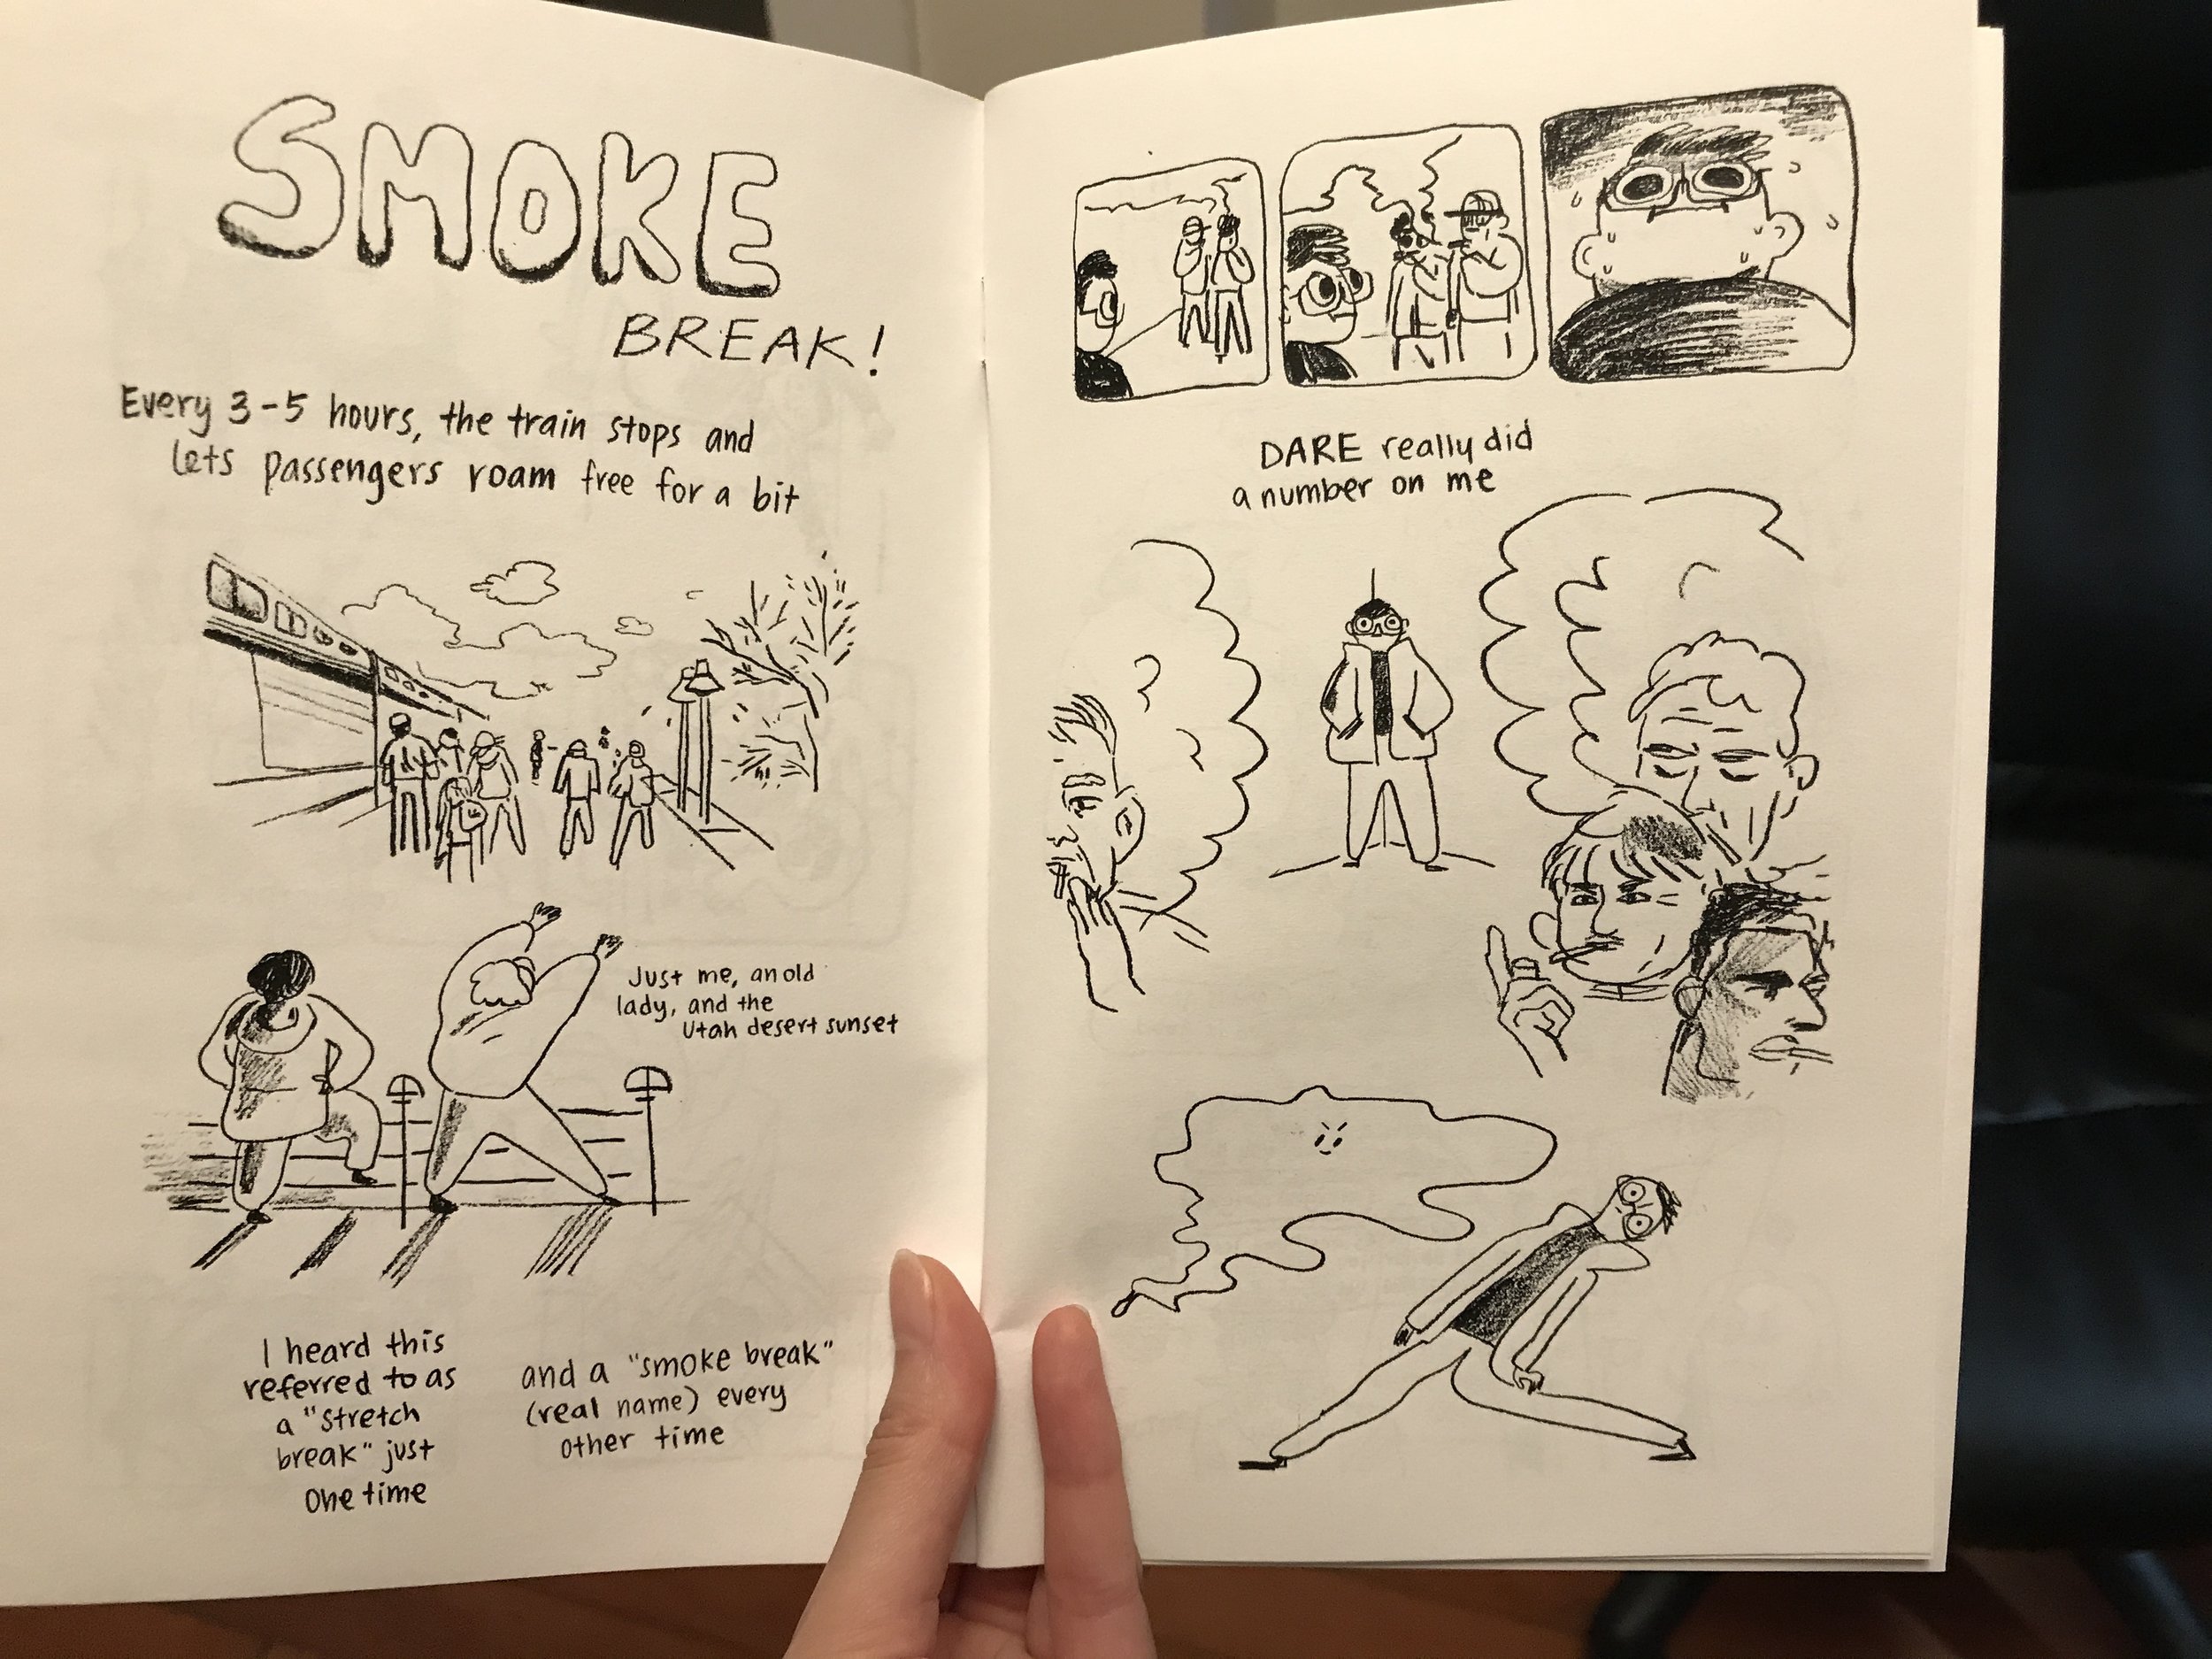 SMOKE
BREAK!
Every 3-5 hours, the train stops and
lets passengers roam free for a bit
Just me, an old
lady, and the
Utah desert sunset
I heard this
referred to as
a "stretch
break" just
one time
and a "smoke break"
(real name) every
other time
DARE really did
a number on me